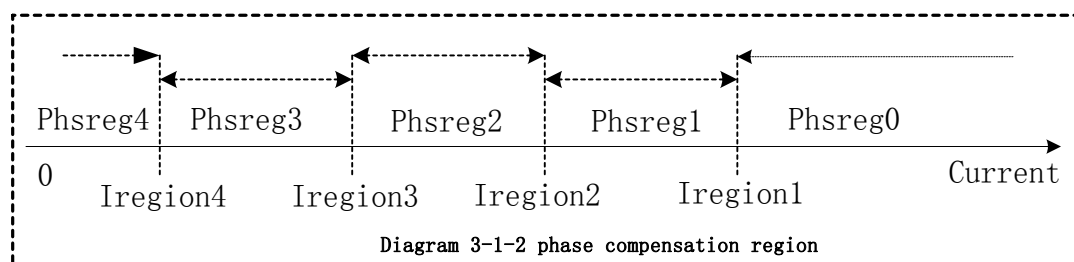 Phsreg4 Phsreg3 Phsreg2 Phsreg1 Phsreg0
0 Current
Iregion4 Iregion3 Iregion2 Iregion1
Diagram 3-1-2 phase compensation region